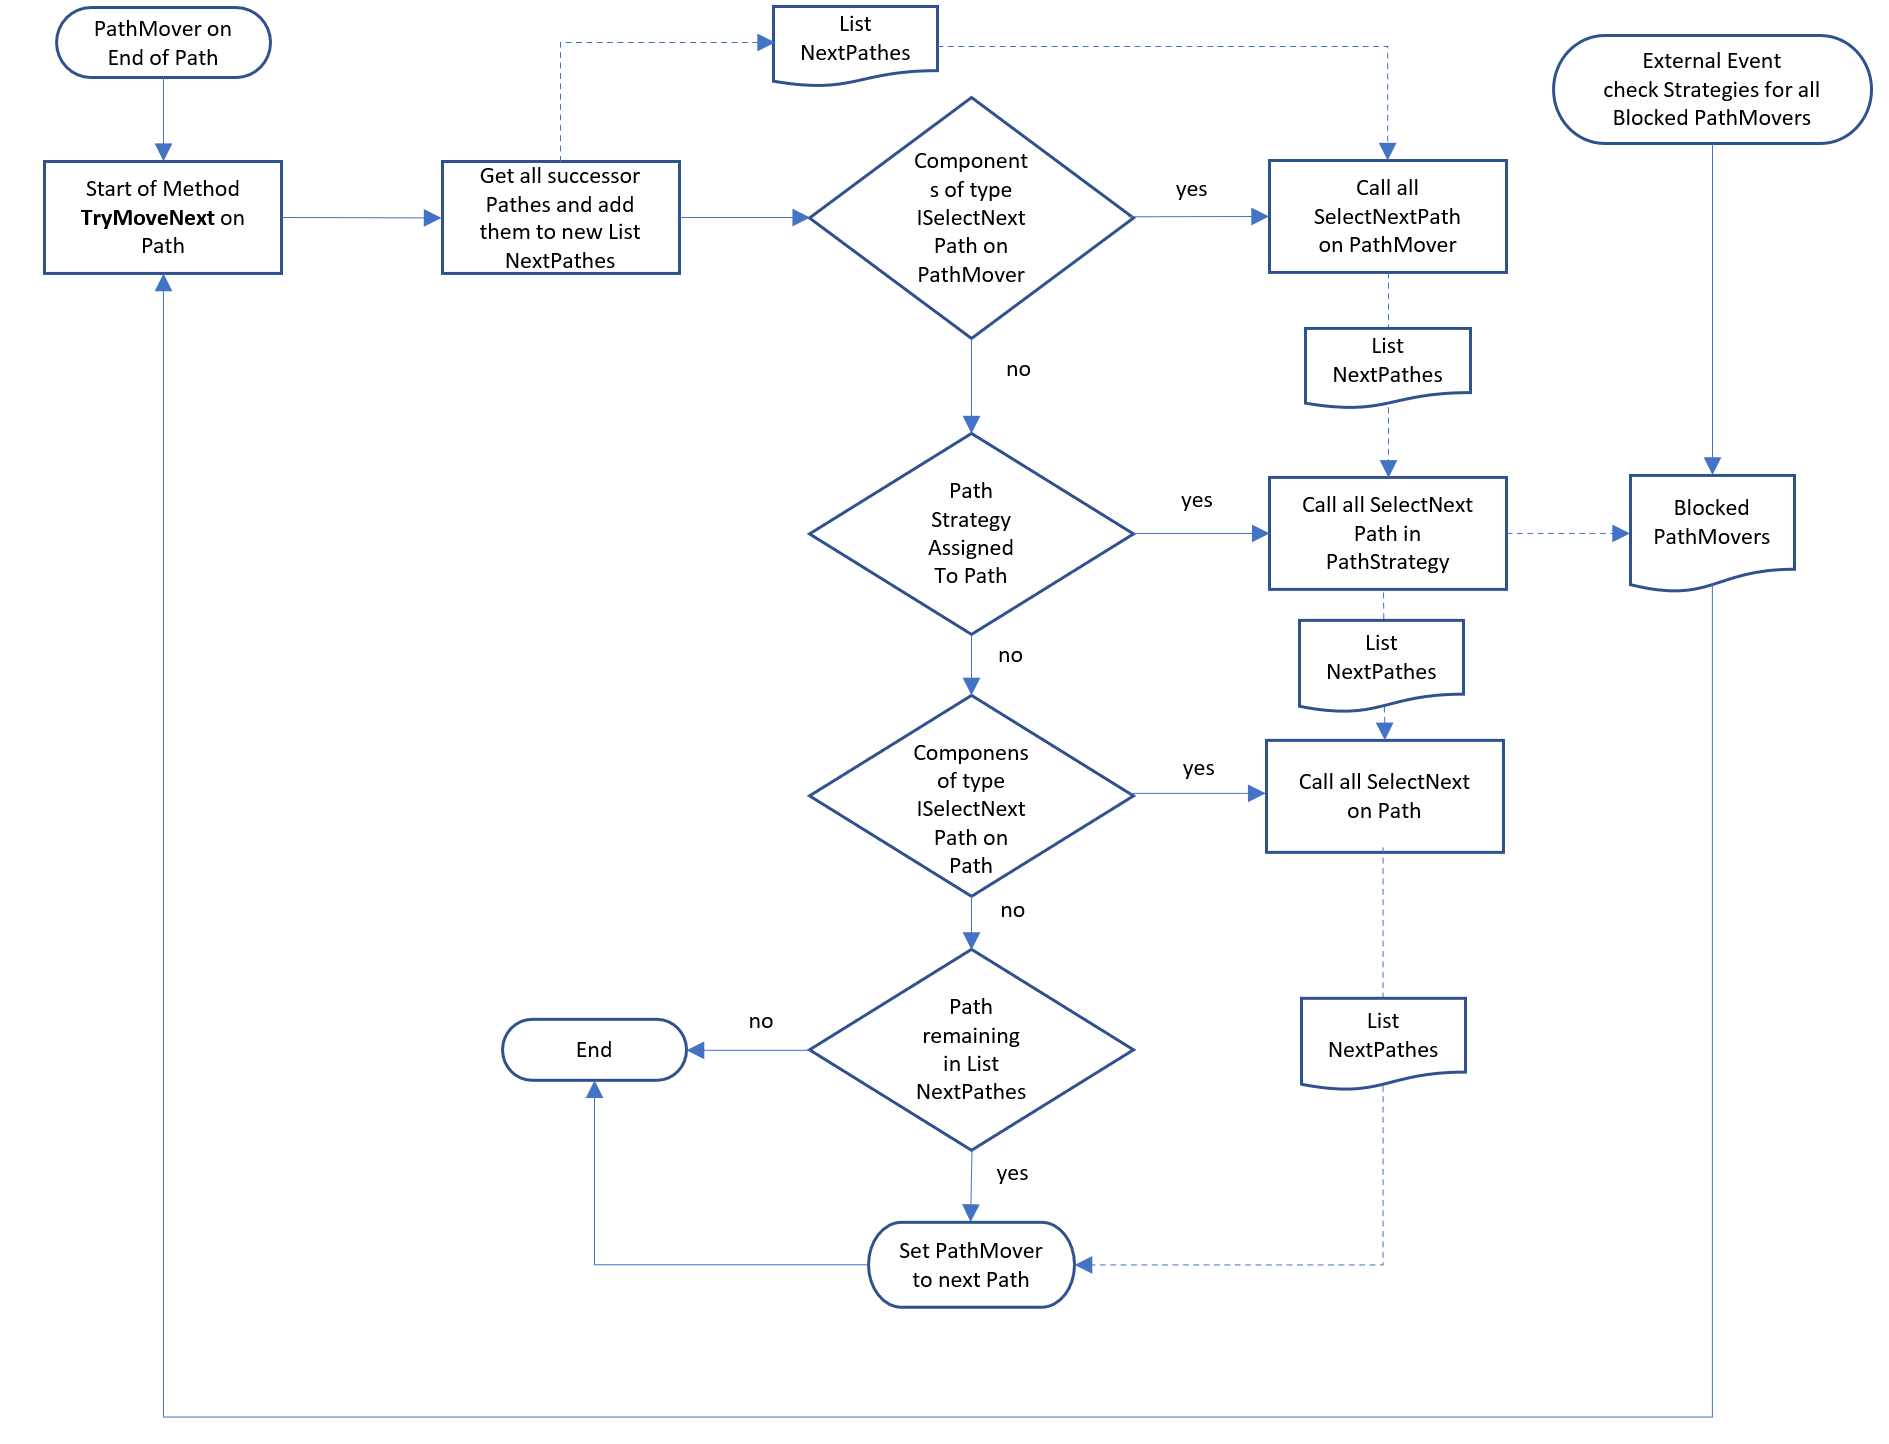 PathMover on
End of Path
List
NextPathes
External Event
check Strategies for all
Blocked PathMovers
Start of Method
TryMoveNext on
Path
Get all successor
Pathes and add
them to new List
NextPathes
Component
s of type
ISelectNext
Path on
PathMover
yes
Call all
SelectNextPath
on PathMover
no
List
NextPathes
Path
Strategy
Assigned
To Path
yes
Call all SelectNext
Path in
PathStrategy
Blocked
PathMovers
no
List
NextPathes
Componens
of type
ISelectNext
Path on
Path
yes
Call all SelectNext
on Path
no
End
no
Path
remaining
in List
NextPathes
List
NextPathes
yes
Set PathMover
to next Path